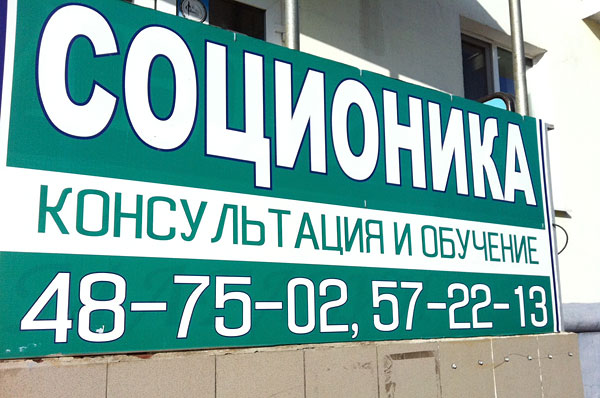 СОЦИОНИКА
КОНСУЛЬТАЦИЯ И ОБУЧЕНИЕ
48-75-02, 57-22-13